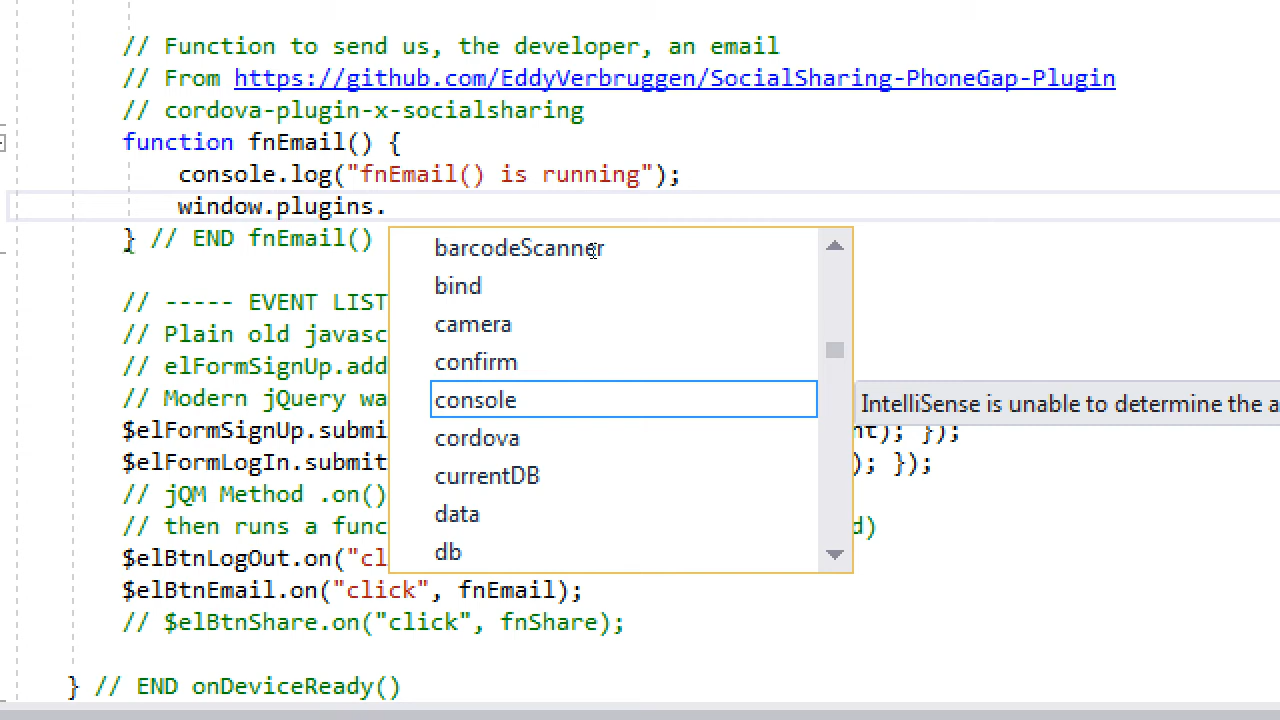 // Function to send us, the developer, an email
// From https://github.com/EddyVerbruggen/SocialSharing-PhoneGap-Plugin
// cordova-plugin-x-socialsharing
function fnEmail() {
console.log("fnEmail() is running");
window.plugins.
} // END fnEmail()
barcodeScanner
bind
camera
confirm
console
cordova
currentDB
data
db
IntelliSense is unable to determine the a
// ----- EVENT LIST
// Plain old javasc
// elFormSignUp.add
// Modern jQuery wa
$elFormSignUp.submi nt); });
$elFormLogIn.submit ); });
// jQM Method .on()
// then runs a func d)
$elBtnLogOut.on("cl
$elBtnEmail.on("click", fnEmail);
// $elBtnShare.on("click", fnShare);
} // END onDeviceReady()